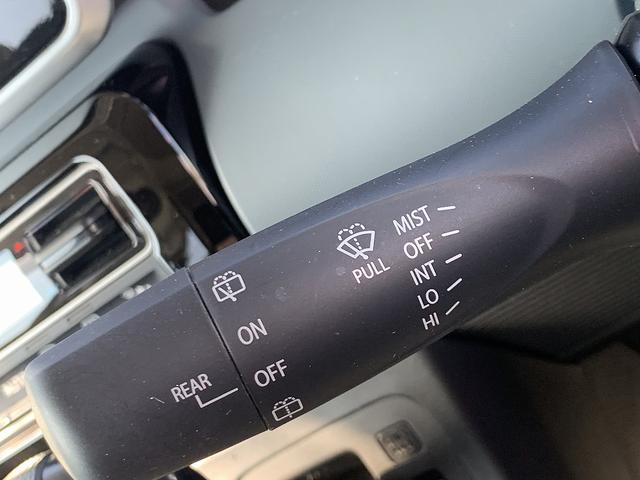 MIST
OFF
INT
LO
HI
PULL
ON
OFF
REAR